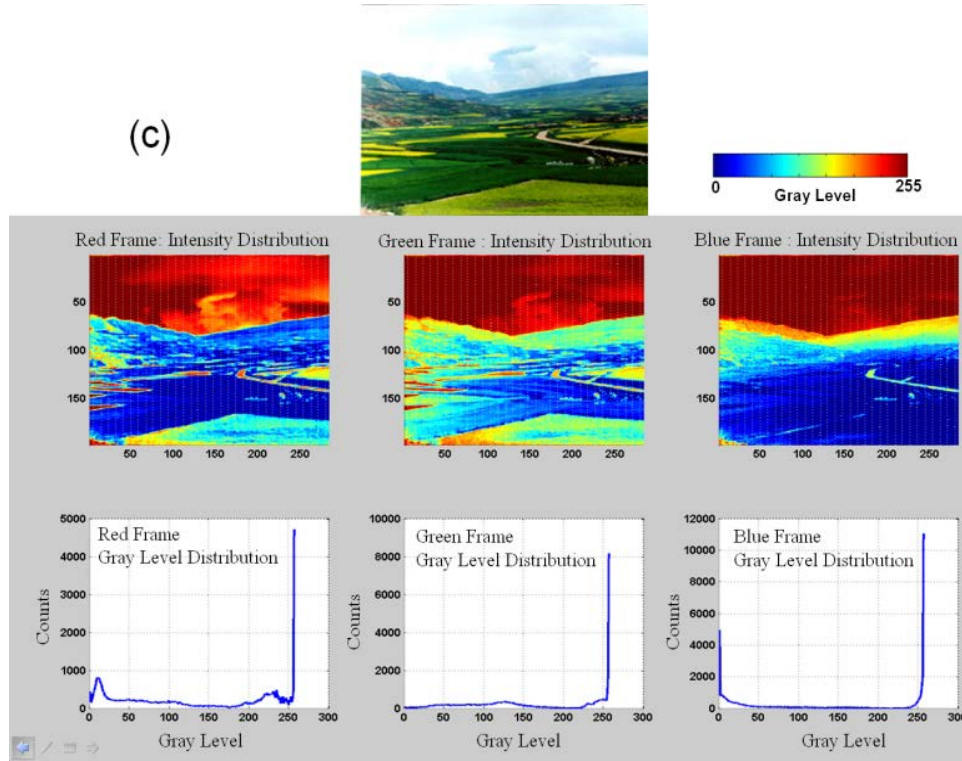 (c)
0 255
Gray Level
Red Frame: Intensity Distribution
50
100
150
50 100 150 200 250
Green Frame : Intensity Distribution
50
100
150
50 100 150 200 250
Blue Frame : Intensity Distribution
50
100
150
50 100 150 200 250
Red Frame
Gray Level Distribution
Counts
5000
4000
3000
2000
1000
0
0 50 100 150 200 250 300
Gray Level
Green Frame
Gray Level Distribution
Counts
10000
8000
6000
4000
2000
0
0 50 100 150 200 250 300
Gray Level
Blue Frame
Gray Level Distribution
Counts
12000
10000
8000
6000
4000
2000
0
0 50 100 150 200 250 300
Gray Level